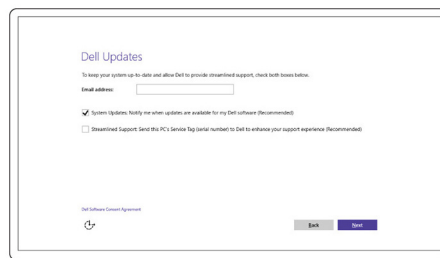 Dell Updates
To keep your system up-to-date and allow Dell to provide streamlined support, check both boxes below.
Email address:
System Updates: Notify me when updates are available for my Dell software (Recommended)
Streamlined Support: Send this PC's Service Tag (serial number) to Dell to enhance your support experience (Recommended)
Dell Software Consent Agreement
Back Next